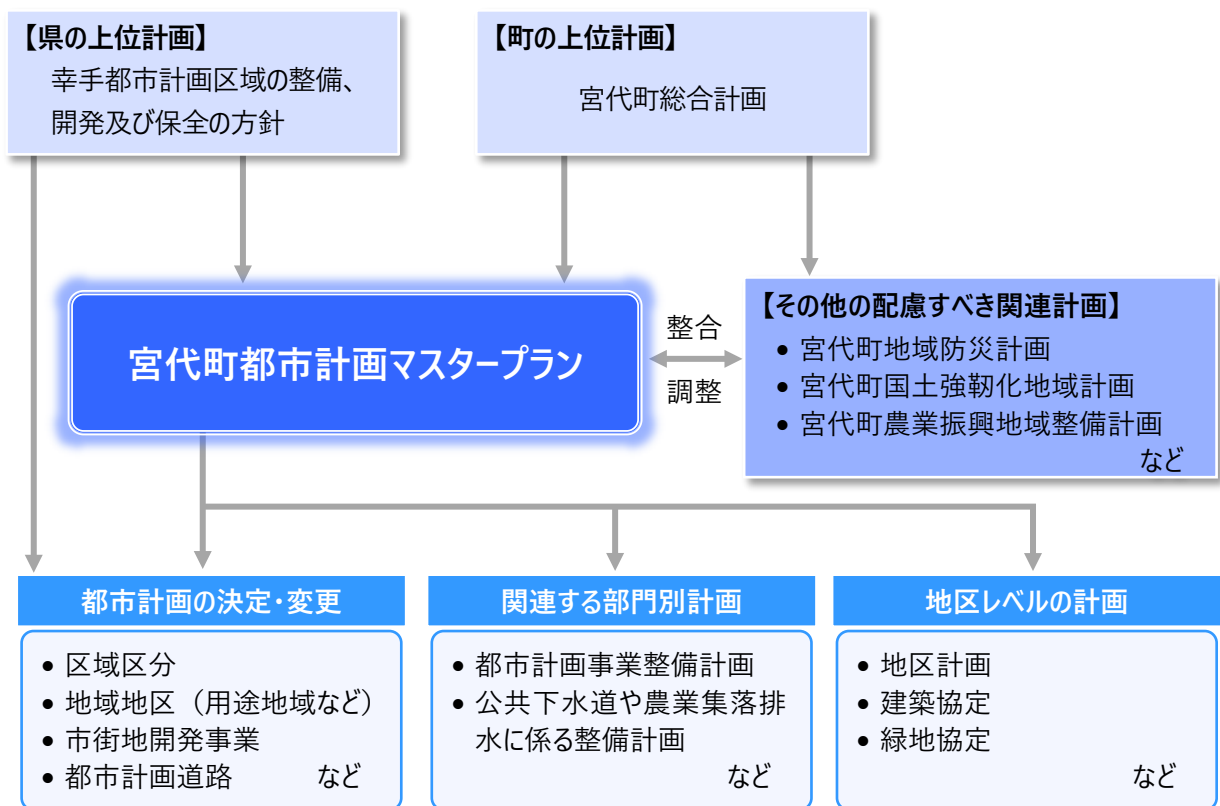 【県の上位計画】
幸手都市計画区域の整備、
開発及び保全の方針
【町の上位計画】
宮代町総合計画
宮代町都市計画マスタープラン
整合
調整
【その他の配慮すべき関連計画】
• 宮代町地域防災計画
• 宮代町国土強靭化地域計画
• 宮代町農業振興地域整備計画
など
都市計画の決定・変更
• 区域区分
• 地域地区（用途地域など）
• 市街地開発事業
• 都市計画道路 など
関連する部門別計画
• 都市計画事業整備計画
• 公共下水道や農業集落排
水に係る整備計画
など
地区レベルの計画
• 地区計画
• 建築協定
• 緑地協定
など